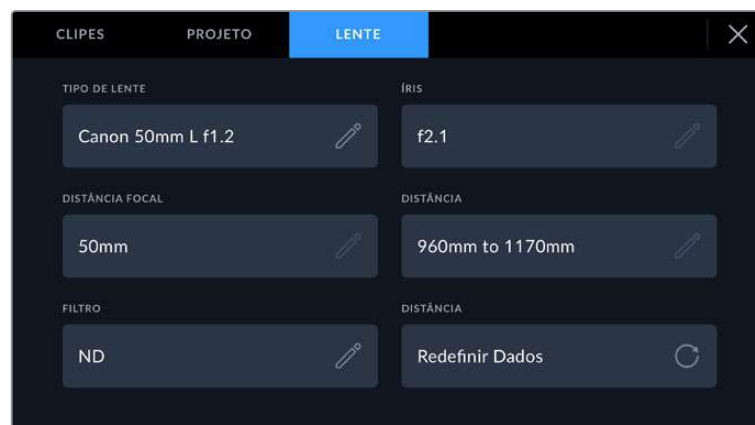 CLIPES PROJETO LENTE
TIPO DE LENTE ÍRIS
Canon 50mm L f1.2 f2.1
DISTÂNCIA FOCAL DISTÂNCIA
50mm 960mm to 1170mm
FILTRO DISTÂNCIA
ND Redefinir Dados